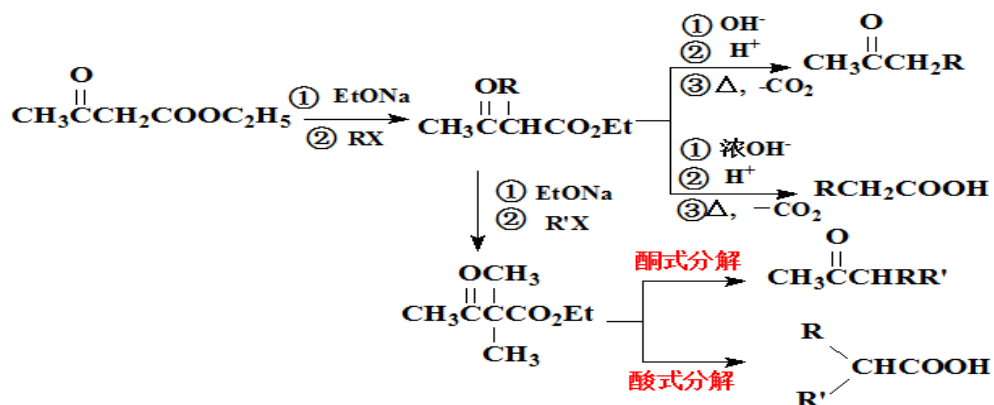 ① OH⁻
② H⁺
③ △, -CO₂
O
CH₃CCH₂R
O
CH₃CCH₂COOC₂H₅
① EtONa
② RX
OR
CH₃CCHCO₂Et
① 浓OH⁻
② H⁺
③△, －CO₂
RCH₂COOH
① EtONa
② R'X
OCH₃
CH₃CCCO₂Et
CH₃
酮式分解
O
CH₃CCHRR'
酸式分解
R
CHCOOH
R'